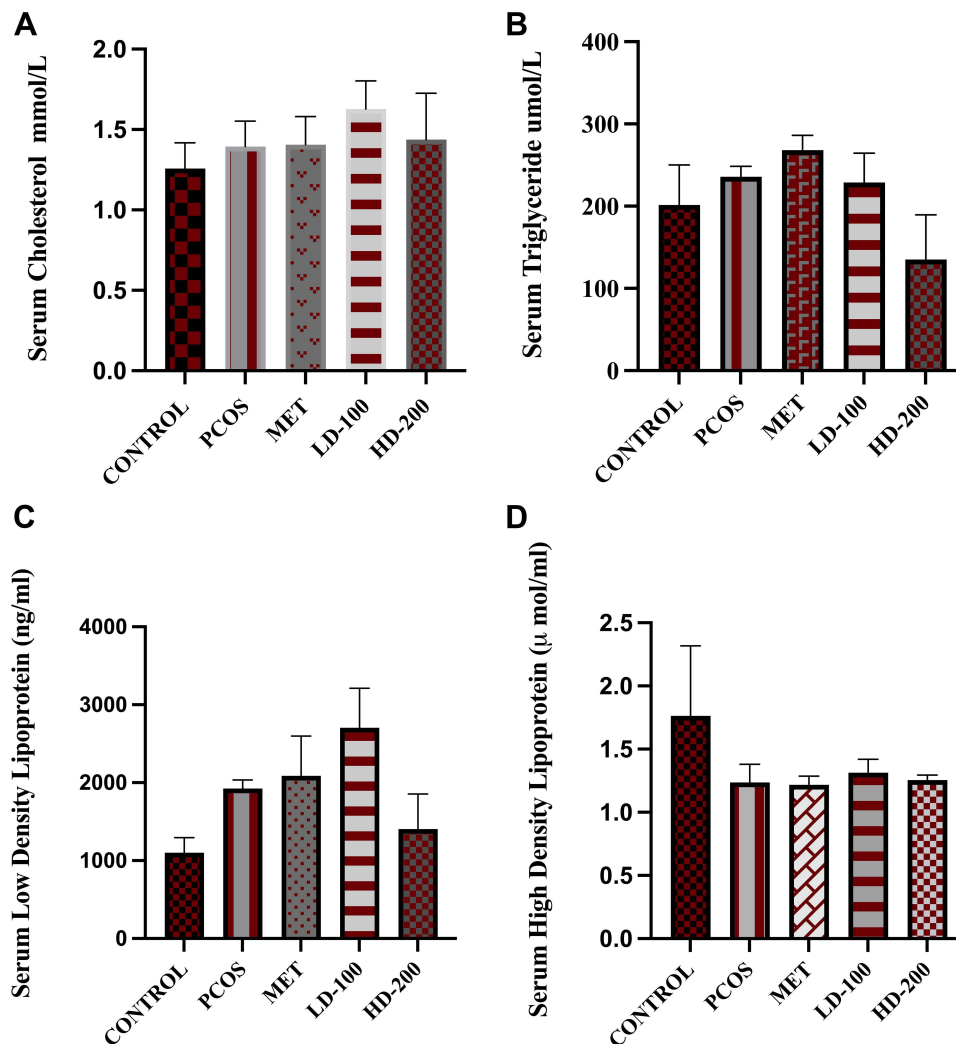 A
Serum Cholesterol mmol/L
2.0
1.5
1.0
0.5
0.0
CONTROL
PCOS
MET
LD-100
HD-200
B
Serum Triglyceride umol/L
400
300
200
100
0
CONTROL
PCOS
MET
LD-100
HD-200
C
Serum Low Density Lipoprotein (ng/ml)
4000
3000
2000
1000
0
CONTROL
PCOS
MET
LD-100
HD-200
D
Serum High Density Lipoprotein (μ mol/ml)
2.5
2.0
1.5
1.0
0.5
0.0
CONTROL
PCOS
MET
LD-100
HD-200